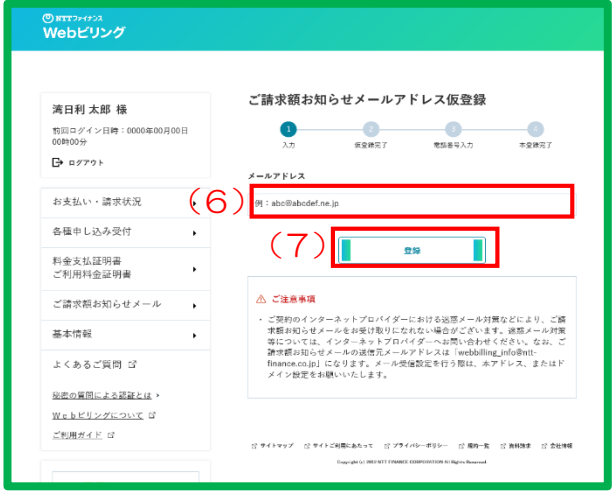 NTTファイナンス
Webビリング
湾日利 太郎 様
前回ログイン日時：0000年00月00日
00時00分
ログアウト
お支払い・請求状況
各種申し込み受付
料金支払証明書
ご利用料金証明書
ご請求額お知らせメール
基本情報
よくあるご質問
秘密の質問による認証とは
Ｗｅｂビリングについて
ご利用ガイド
ご請求額お知らせメールアドレス仮登録
1 2 3 4
入力 仮登録完了 電話番号入力 本登録完了
メールアドレス
（６）
例：abc@abcdef.ne.jp
（７）
登録
ご注意事項
・ ご契約のインターネットプロバイダーにおける迷惑メール対策などにより、ご請
求額お知らせメールをお受け取りになれない場合がございます。迷惑メール対策
等については、インターネットプロバイダーへお問い合わせください。なお、ご
請求額お知らせメールの送信元メールアドレスは「webbilling_info@ntt-
finance.co.jp」になります。メール受信設定を行う際は、本アドレス、またはド
メイン設定をお願いいたします。
サイトマップ サイトご利用にあたって プライバシーポリシー 規約一覧 資料請求 会社情報
Copyright (c) 2012 NTT FINANCE CORPORATION All Rights Reserved